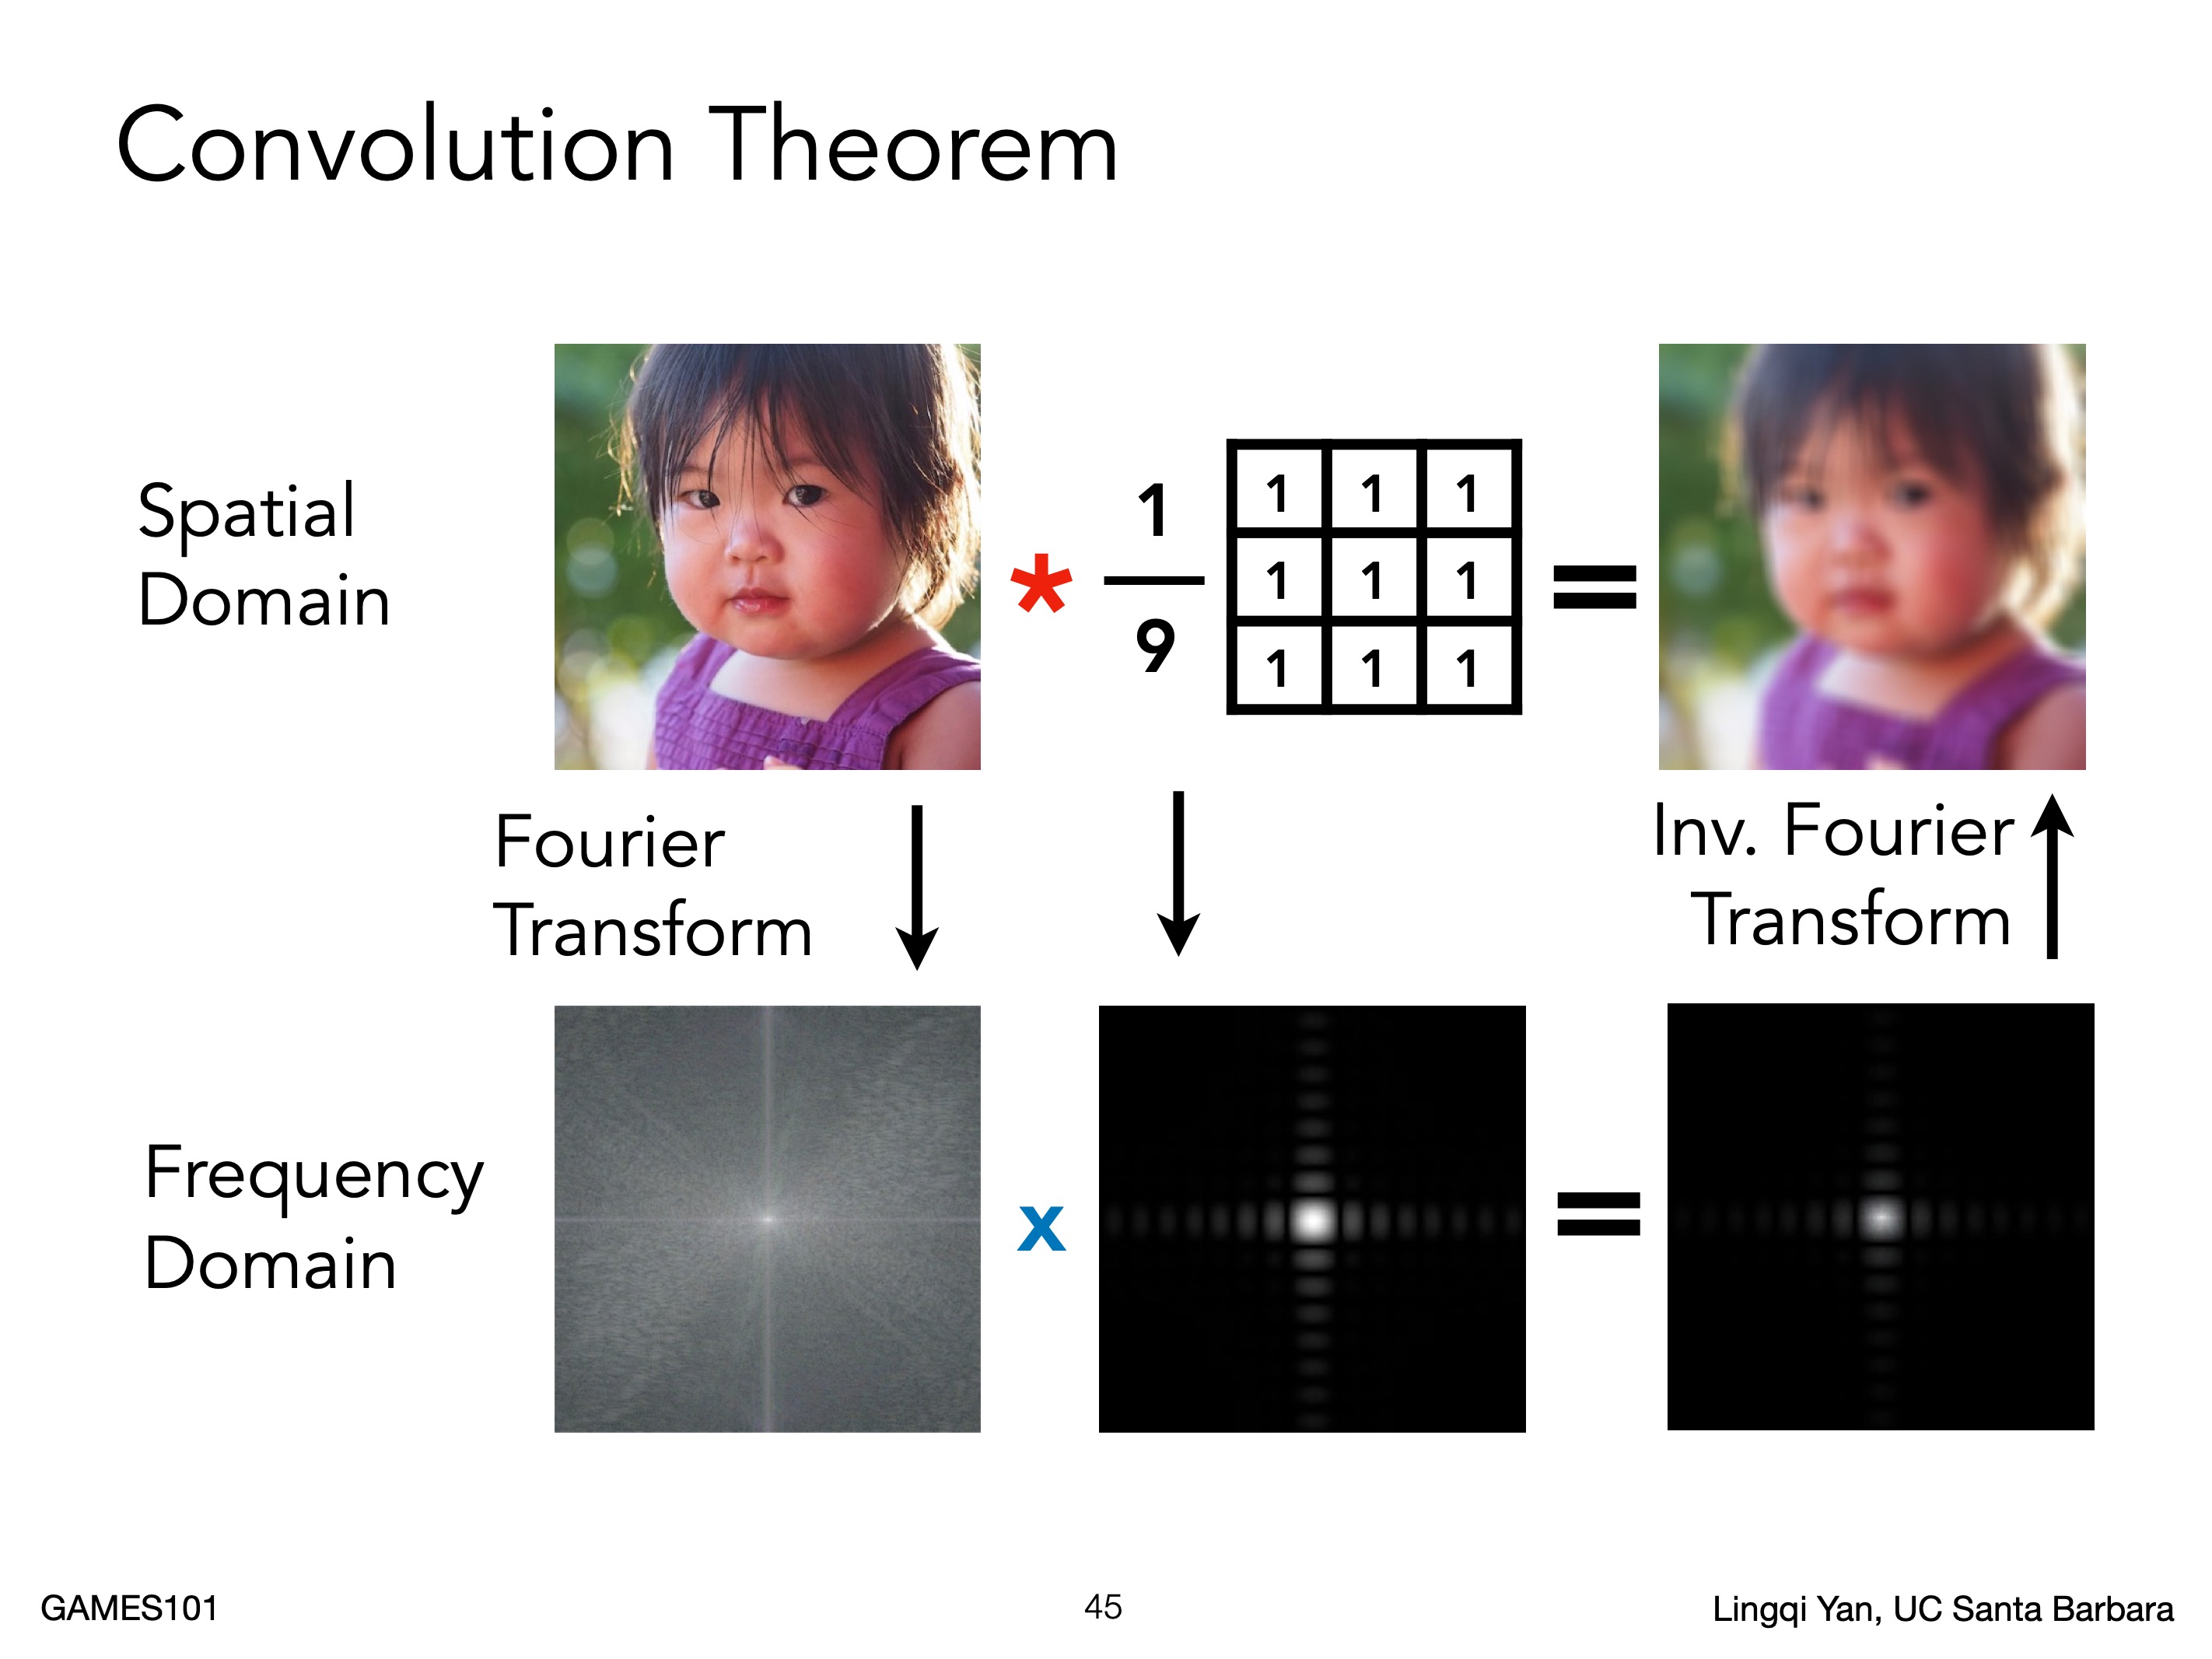 Convolution Theorem
Spatial
Domain
*
1
9
1 1 1
1 1 1
1 1 1
=
Fourier
Transform
Inv. Fourier
Transform
Frequency
Domain
x
=
GAMES101
45
Lingqi Yan, UC Santa Barbara